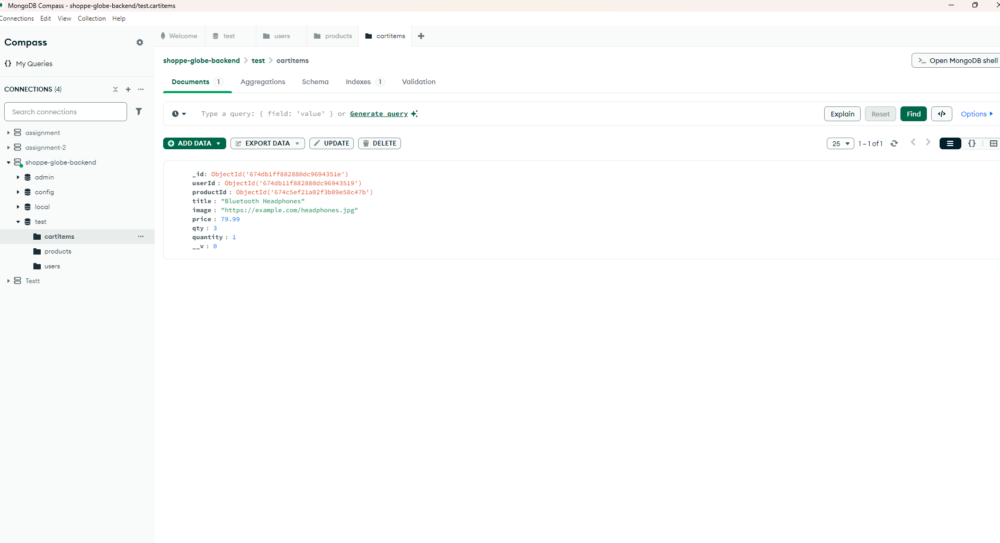 MongoDB Compass - shoppe-globe-backend/test.cartitems
Connections Edit View Collection Help
Compass
My Queries
CONNECTIONS (4)
Search connections
assignment
assignment-2
shoppe-globe-backend
admin
config
local
test
cartitems
products
users
Testt
Welcome test users products cartitems
shoppe-globe-backend > test > cartitems
>_ Open MongoDB shell
Documents 1 Aggregations Schema Indexes 1 Validation
Type a query: { field: 'value' } or Generate query
Explain Reset Find </> Options
ADD DATA EXPORT DATA UPDATE DELETE
25 1 – 1 of 1 {}
_id: ObjectId('674db1ff882880dc9694351e')
userId : ObjectId('674db11f882880dc96943519')
productId : ObjectId('674c5ef21a02f3b09e58c47b')
title : "Bluetooth Headphones"
image : "https://example.com/headphones.jpg"
price : 79.99
qty : 3
quantity : 1
__v : 0